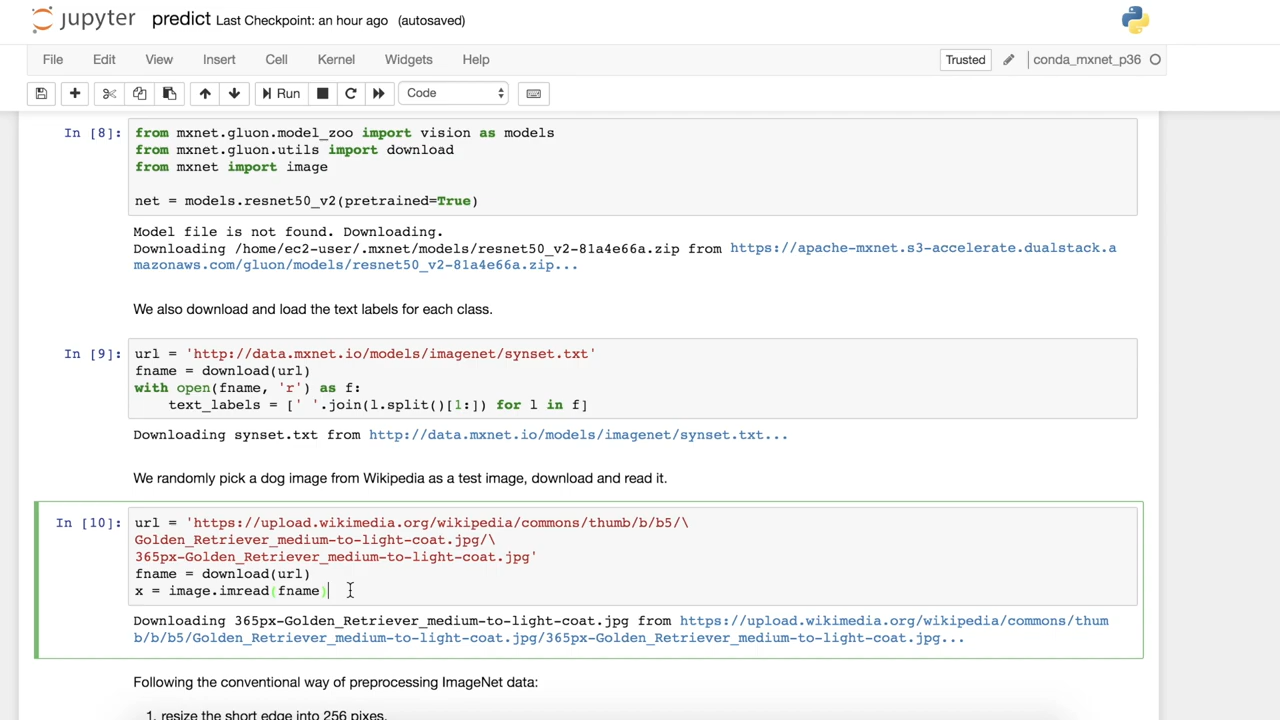 jupyter predict Last Checkpoint: an hour ago (autosaved)
File Edit View Insert Cell Kernel Widgets Help Trusted conda_mxnet_p36
Run Code
In [8]: from mxnet.gluon.model_zoo import vision as models
from mxnet.gluon.utils import download
from mxnet import image
net = models.resnet50_v2(pretrained=True)
Model file is not found. Downloading.
Downloading /home/ec2-user/.mxnet/models/resnet50_v2-81a4e66a.zip from https://apache-mxnet.s3-accelerate.dualstack.a
mazonaws.com/gluon/models/resnet50_v2-81a4e66a.zip...
We also download and load the text labels for each class.
In [9]: url = 'http://data.mxnet.io/models/imagenet/synset.txt'
fname = download(url)
with open(fname, 'r') as f:
    text_labels = [' '.join(l.split()[1:]) for l in f]
Downloading synset.txt from http://data.mxnet.io/models/imagenet/synset.txt...
We randomly pick a dog image from Wikipedia as a test image, download and read it.
In [10]: url = 'https://upload.wikimedia.org/wikipedia/commons/thumb/b/b5/\
Golden_Retriever_medium-to-light-coat.jpg/\
365px-Golden_Retriever_medium-to-light-coat.jpg'
fname = download(url)
x = image.imread(fname)
Downloading 365px-Golden_Retriever_medium-to-light-coat.jpg from https://upload.wikimedia.org/wikipedia/commons/thum
b/b/b5/Golden_Retriever_medium-to-light-coat.jpg/365px-Golden_Retriever_medium-to-light-coat.jpg...
Following the conventional way of preprocessing ImageNet data:
1. resize the short edge into 256 pixes,